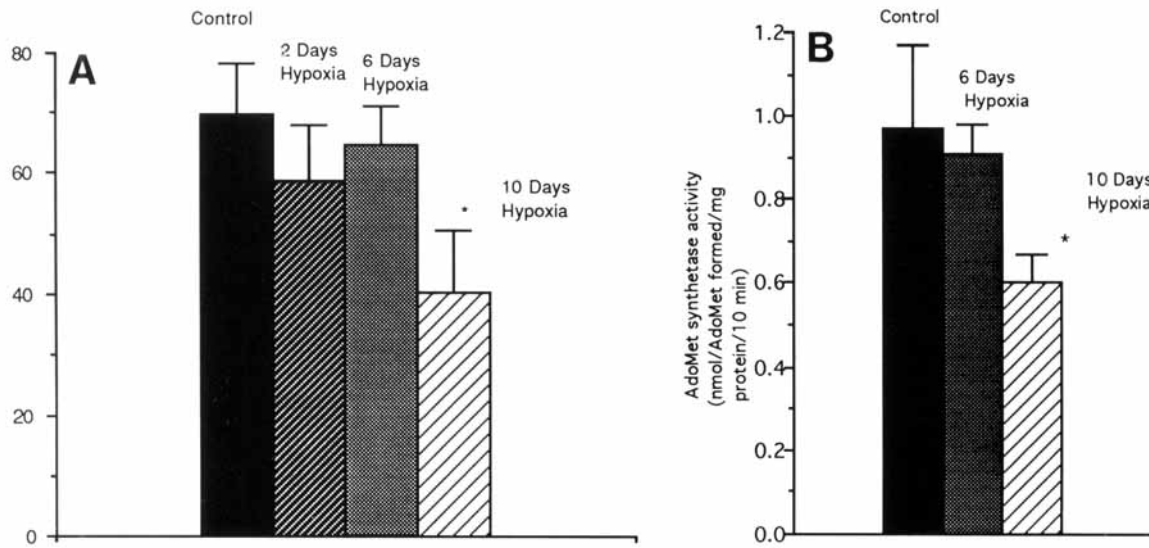 Control
80
A
2 Days
Hypoxia
6 Days
Hypoxia
60
10 Days
Hypoxia
*
40
20
0
Control
1.2
B
6 Days
Hypoxia
1.0
10 Days
Hypoxia
*
0.8
0.6
0.4
0.2
0.0
AdoMet synthetase activity
(nmol/AdoMet formed/mg
protein/10 min)